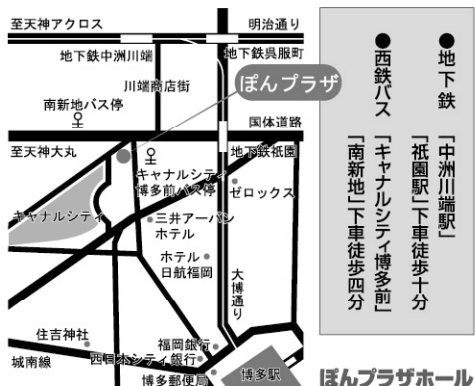 至天神アクロス
明治通り
地下鉄中洲川端
地下鉄呉服町
川端商店街
ぽんプラザ
南新地バス停
国体道路
至天神大丸
地下鉄祇園
キャナルシティ
博多前バス停
ゼロックス
キャナルシティ
三井アーバン
ホテル
ホテル
日航福岡
大博通り
住吉神社
福岡銀行
城南線
西日本シティ銀行
博多郵便局
博多駅
●地下鉄
「中洲川端駅」
「祇園駅」下車徒歩十分
●西鉄バス
「キャナルシティ博多前」
「南新地」下車徒歩四分
ぽんプラザホール